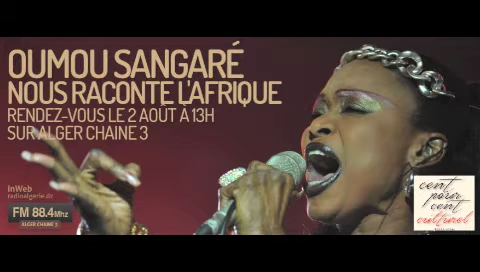 OUMOU SANGARÉ
NOUS RACONTE L'AFRIQUE
RENDEZ-VOUS LE 2 AOÛT À 13H
SUR ALGER CHAINE 3
InWeb
radioalgerie.dz
FM 88.4Mhz
ALGER CHAINE 3
cent
pour
cent
culturel